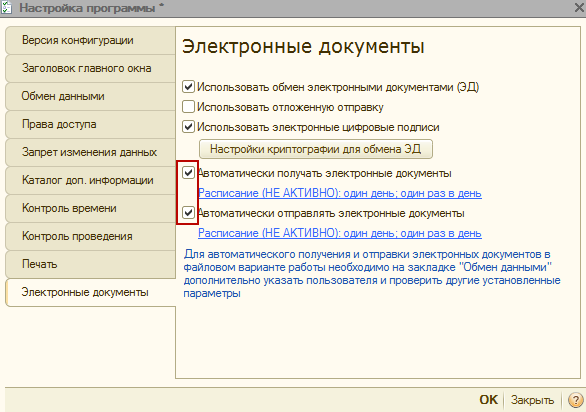 Настройка программы *
Версия конфигурации
Заголовок главного окна
Обмен данными
Права доступа
Запрет изменения данных
Каталог доп. информации
Контроль времени
Контроль проведения
Печать
Электронные документы
Электронные документы
Использовать обмен электронными документами (ЭД)
Использовать отложенную отправку
Использовать электронные цифровые подписи
Настройки криптографии для обмена ЭД
Автоматически получать электронные документы
Расписание (НЕ АКТИВНО): один день; один раз в день
Автоматически отправлять электронные документы
Расписание (НЕ АКТИВНО): один день; один раз в день
Для автоматического получения и отправки электронных документов в
файловом варианте работы необходимо на закладке "Обмен данными"
дополнительно указать пользователя и проверить другие установленные
параметры
OK Закрыть ?